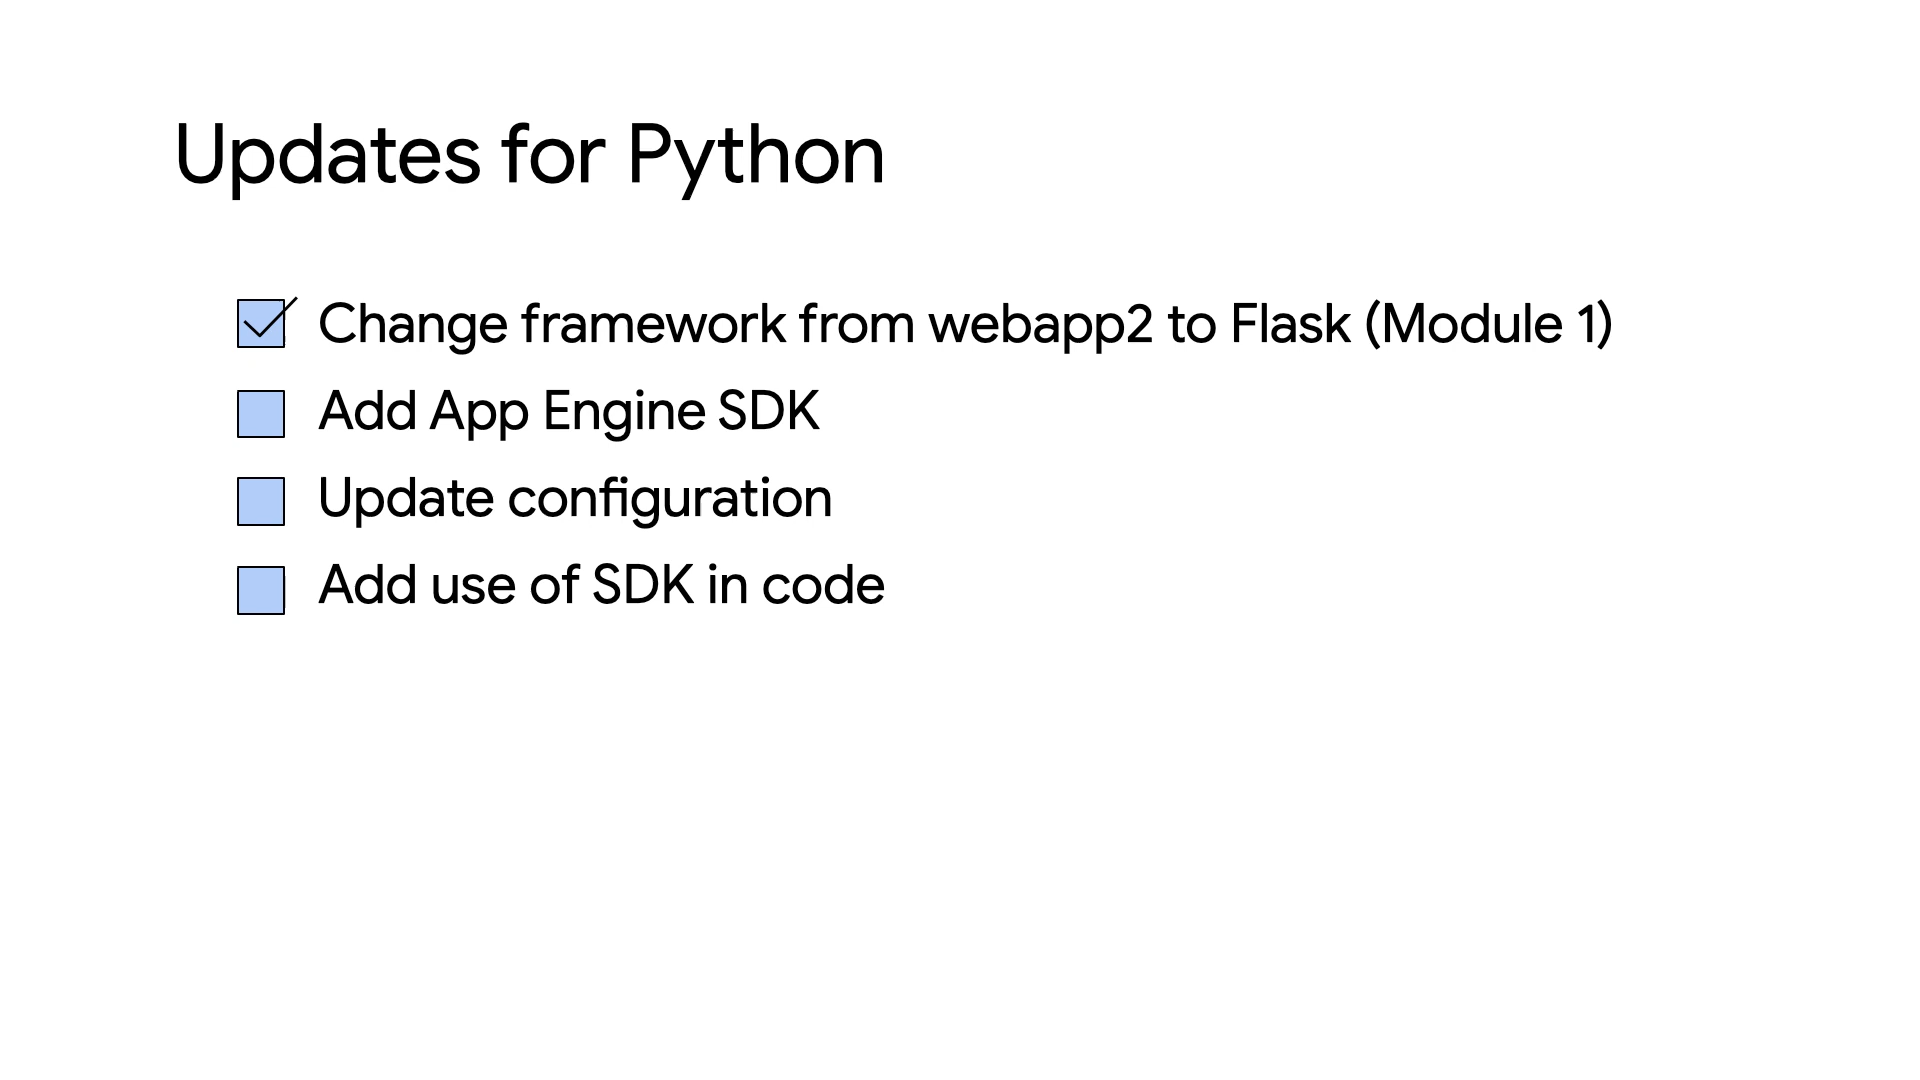 Updates for Python
Change framework from webapp2 to Flask (Module 1)
Add App Engine SDK
Update configuration
Add use of SDK in code